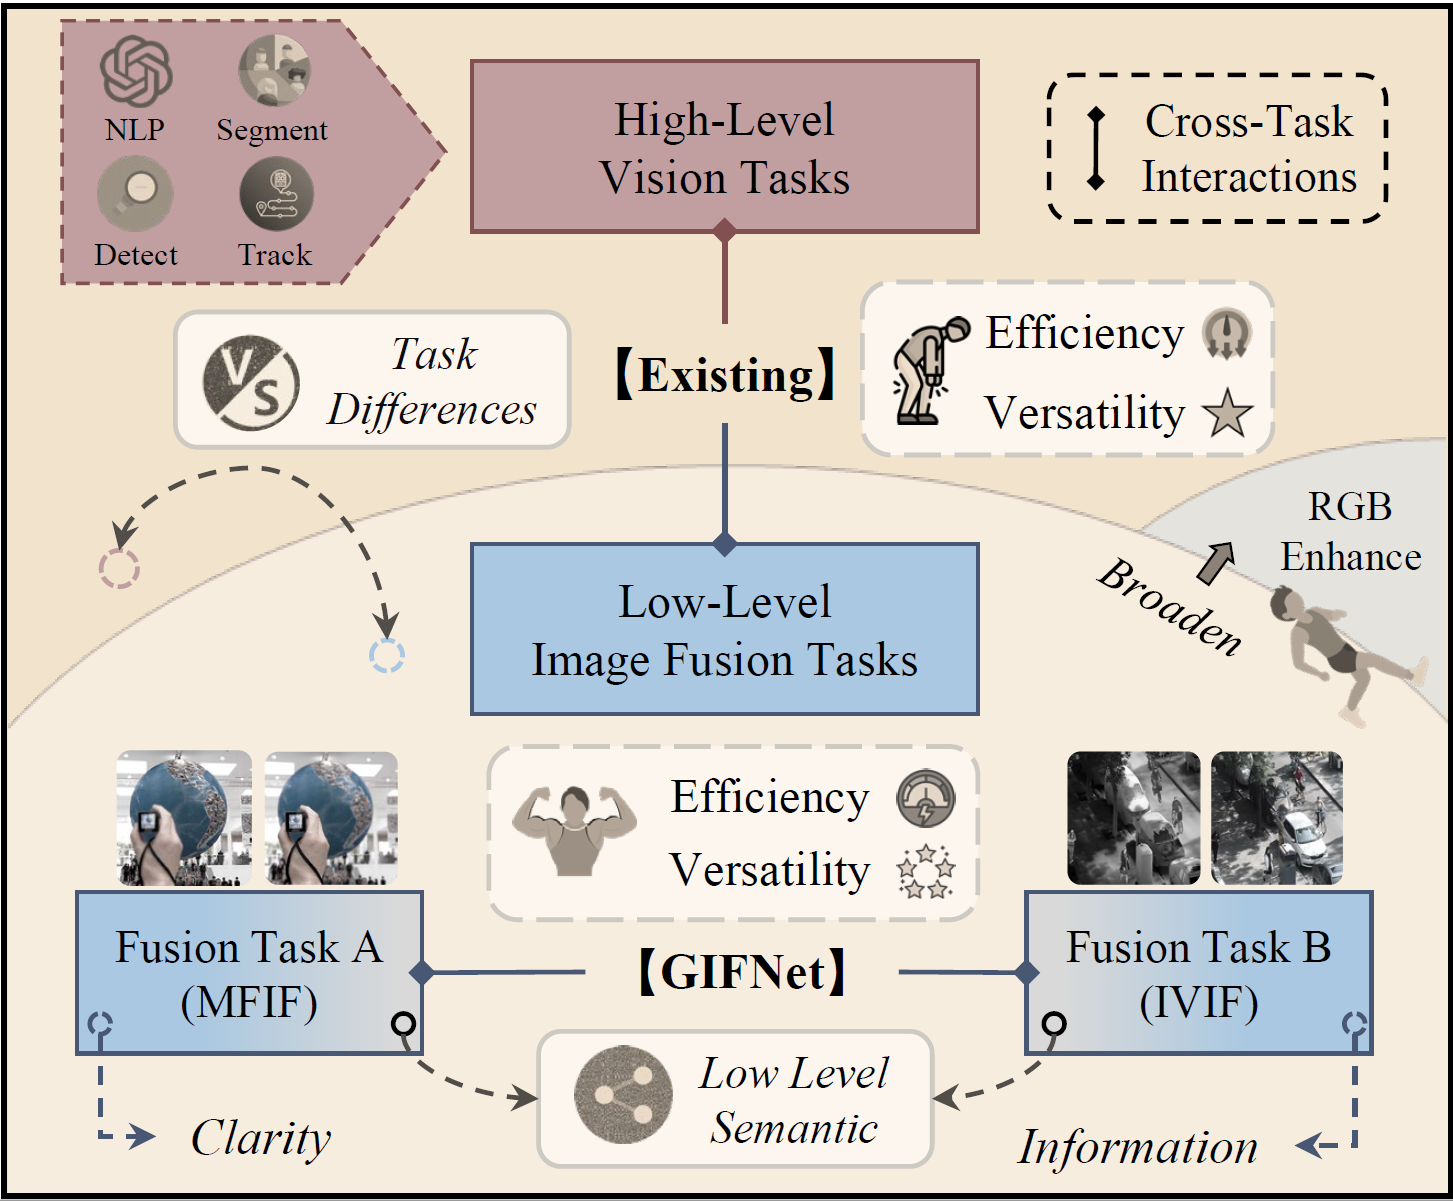 NLP
Segment
Detect
Track
High-Level
Vision Tasks
Cross-Task
Interactions
VS
Task
Differences
【Existing】
Efficiency
Versatility
RGB
Enhance
Broaden
Low-Level
Image Fusion Tasks
Efficiency
Versatility
Fusion Task A
(MFIF)
【GIFNet】
Fusion Task B
(IVIF)
Low Level
Semantic
Clarity
Information